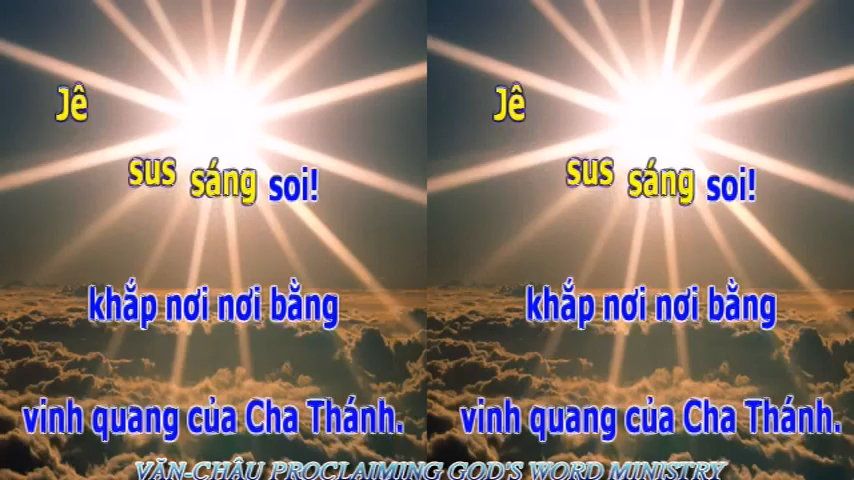 Jê Jê
sus sáng soi! sus sáng soi!
khắp nơi nơi bằng khắp nơi nơi bằng
vinh quang của Cha Thánh. vinh quang của Cha Thánh.
VĂN-CHÂU PROCLAIMING GOD'S WORD MINISTRY